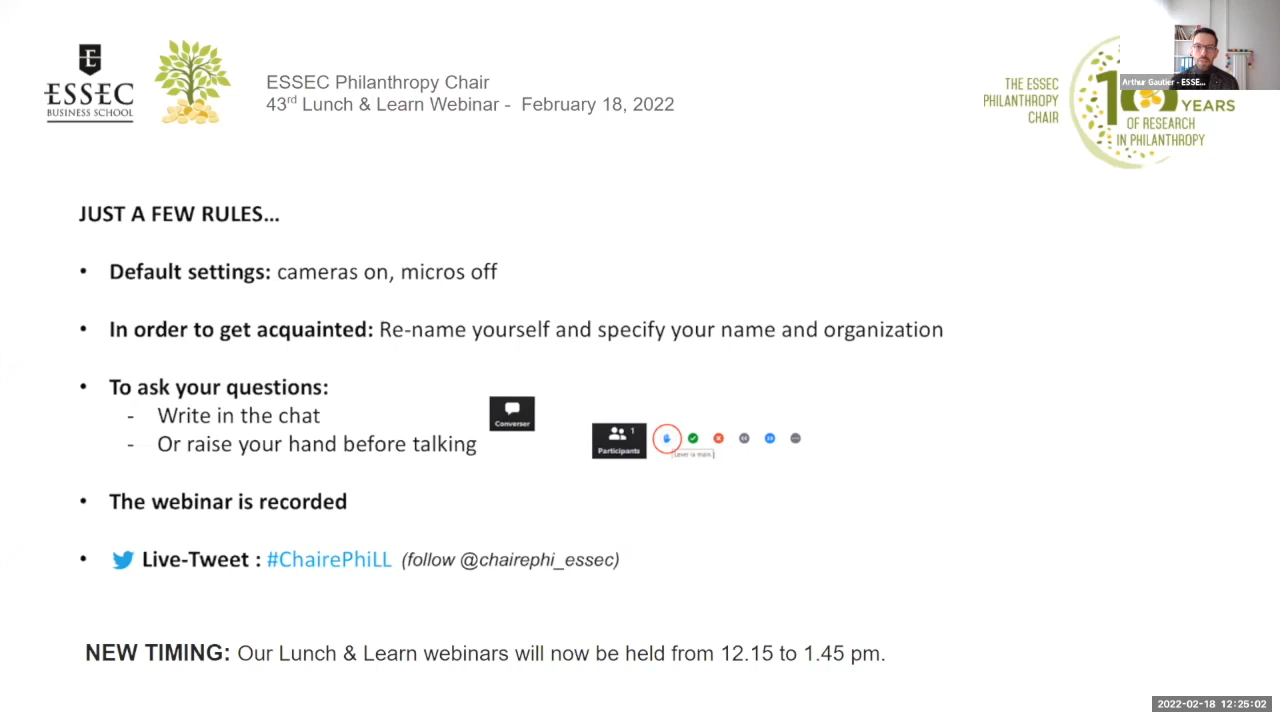 E
ESSEC
BUSINESS SCHOOL
ESSEC Philanthropy Chair
43rd Lunch & Learn Webinar - February 18, 2022
THE ESSEC
PHILANTHROPY
CHAIR
10
YEARS
OF RESEARCH
IN PHILANTHROPY
Arthur Gautier - ESSE...
JUST A FEW RULES…
• Default settings: cameras on, micros off
• In order to get acquainted: Re-name yourself and specify your name and organization
• To ask your questions:
- Write in the chat
Converser
- Or raise your hand before talking
1
Participants
Lever la main
• The webinar is recorded
• Live-Tweet : #ChairePhiLL (follow @chairephi_essec)
NEW TIMING: Our Lunch & Learn webinars will now be held from 12.15 to 1.45 pm.
2022-02-18 12:25:02